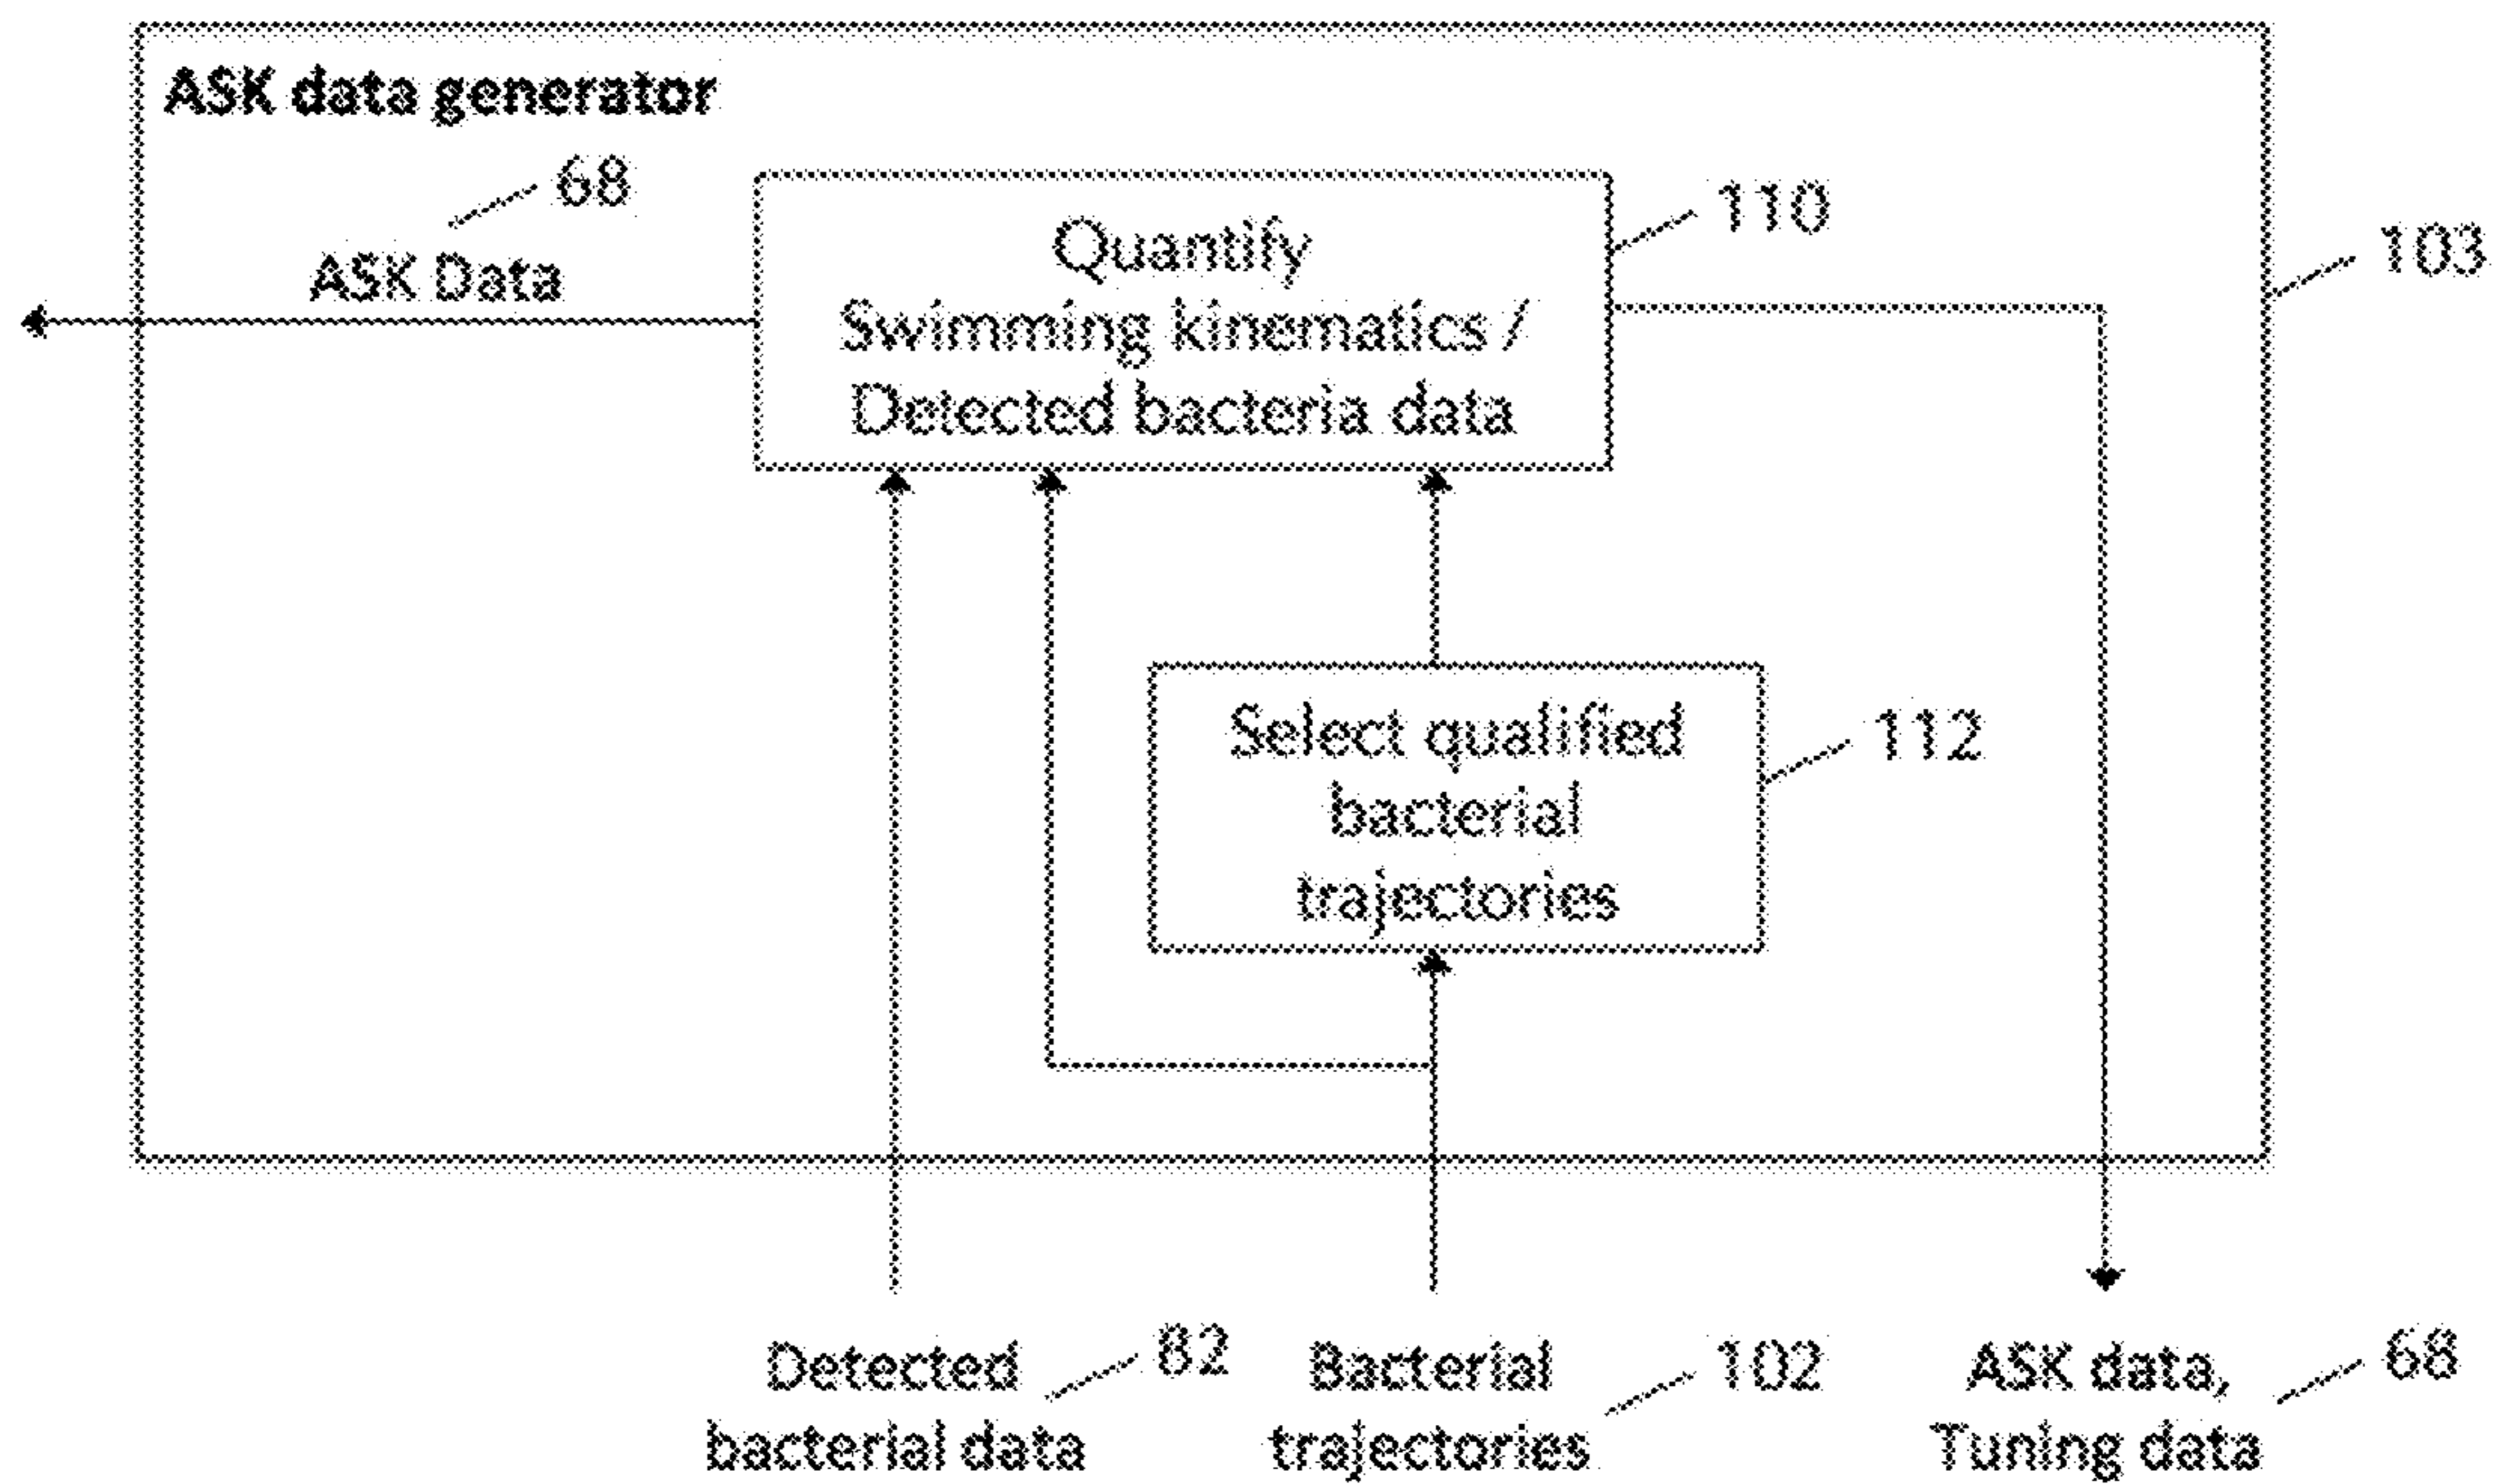 ASK data generator
68
ASK Data
Quantify
Swimming kinematics /
Detected bacteria data
110
103
Select qualified
bacterial
trajectories
112
Detected
bacterial data
82
Bacterial
trajectories
102
ASK data,
Tuning data
68